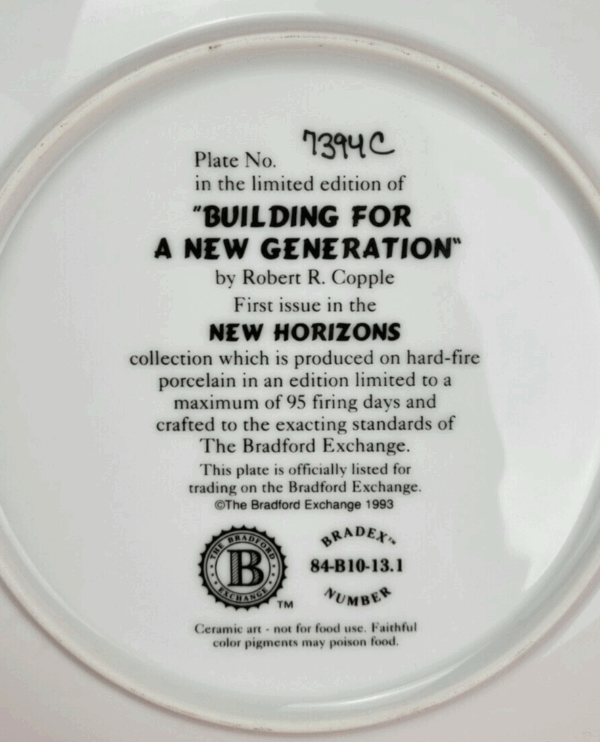 Plate No. 7394C
in the limited edition of
"BUILDING FOR
A NEW GENERATION"
by Robert R. Copple
First issue in the
NEW HORIZONS
collection which is produced on hard-fire
porcelain in an edition limited to a
maximum of 95 firing days and
crafted to the exacting standards of
The Bradford Exchange.
This plate is officially listed for
trading on the Bradford Exchange.
©The Bradford Exchange 1993
THE BRADFORD
B
EXCHANGE
TM
BRADEX™
84-B10-13.1
NUMBER
Ceramic art - not for food use. Faithful
color pigments may poison food.